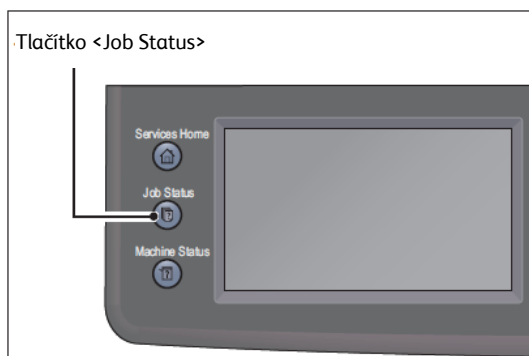 Tlačítko <Job Status>
Services Home
Job Status
Machine Status